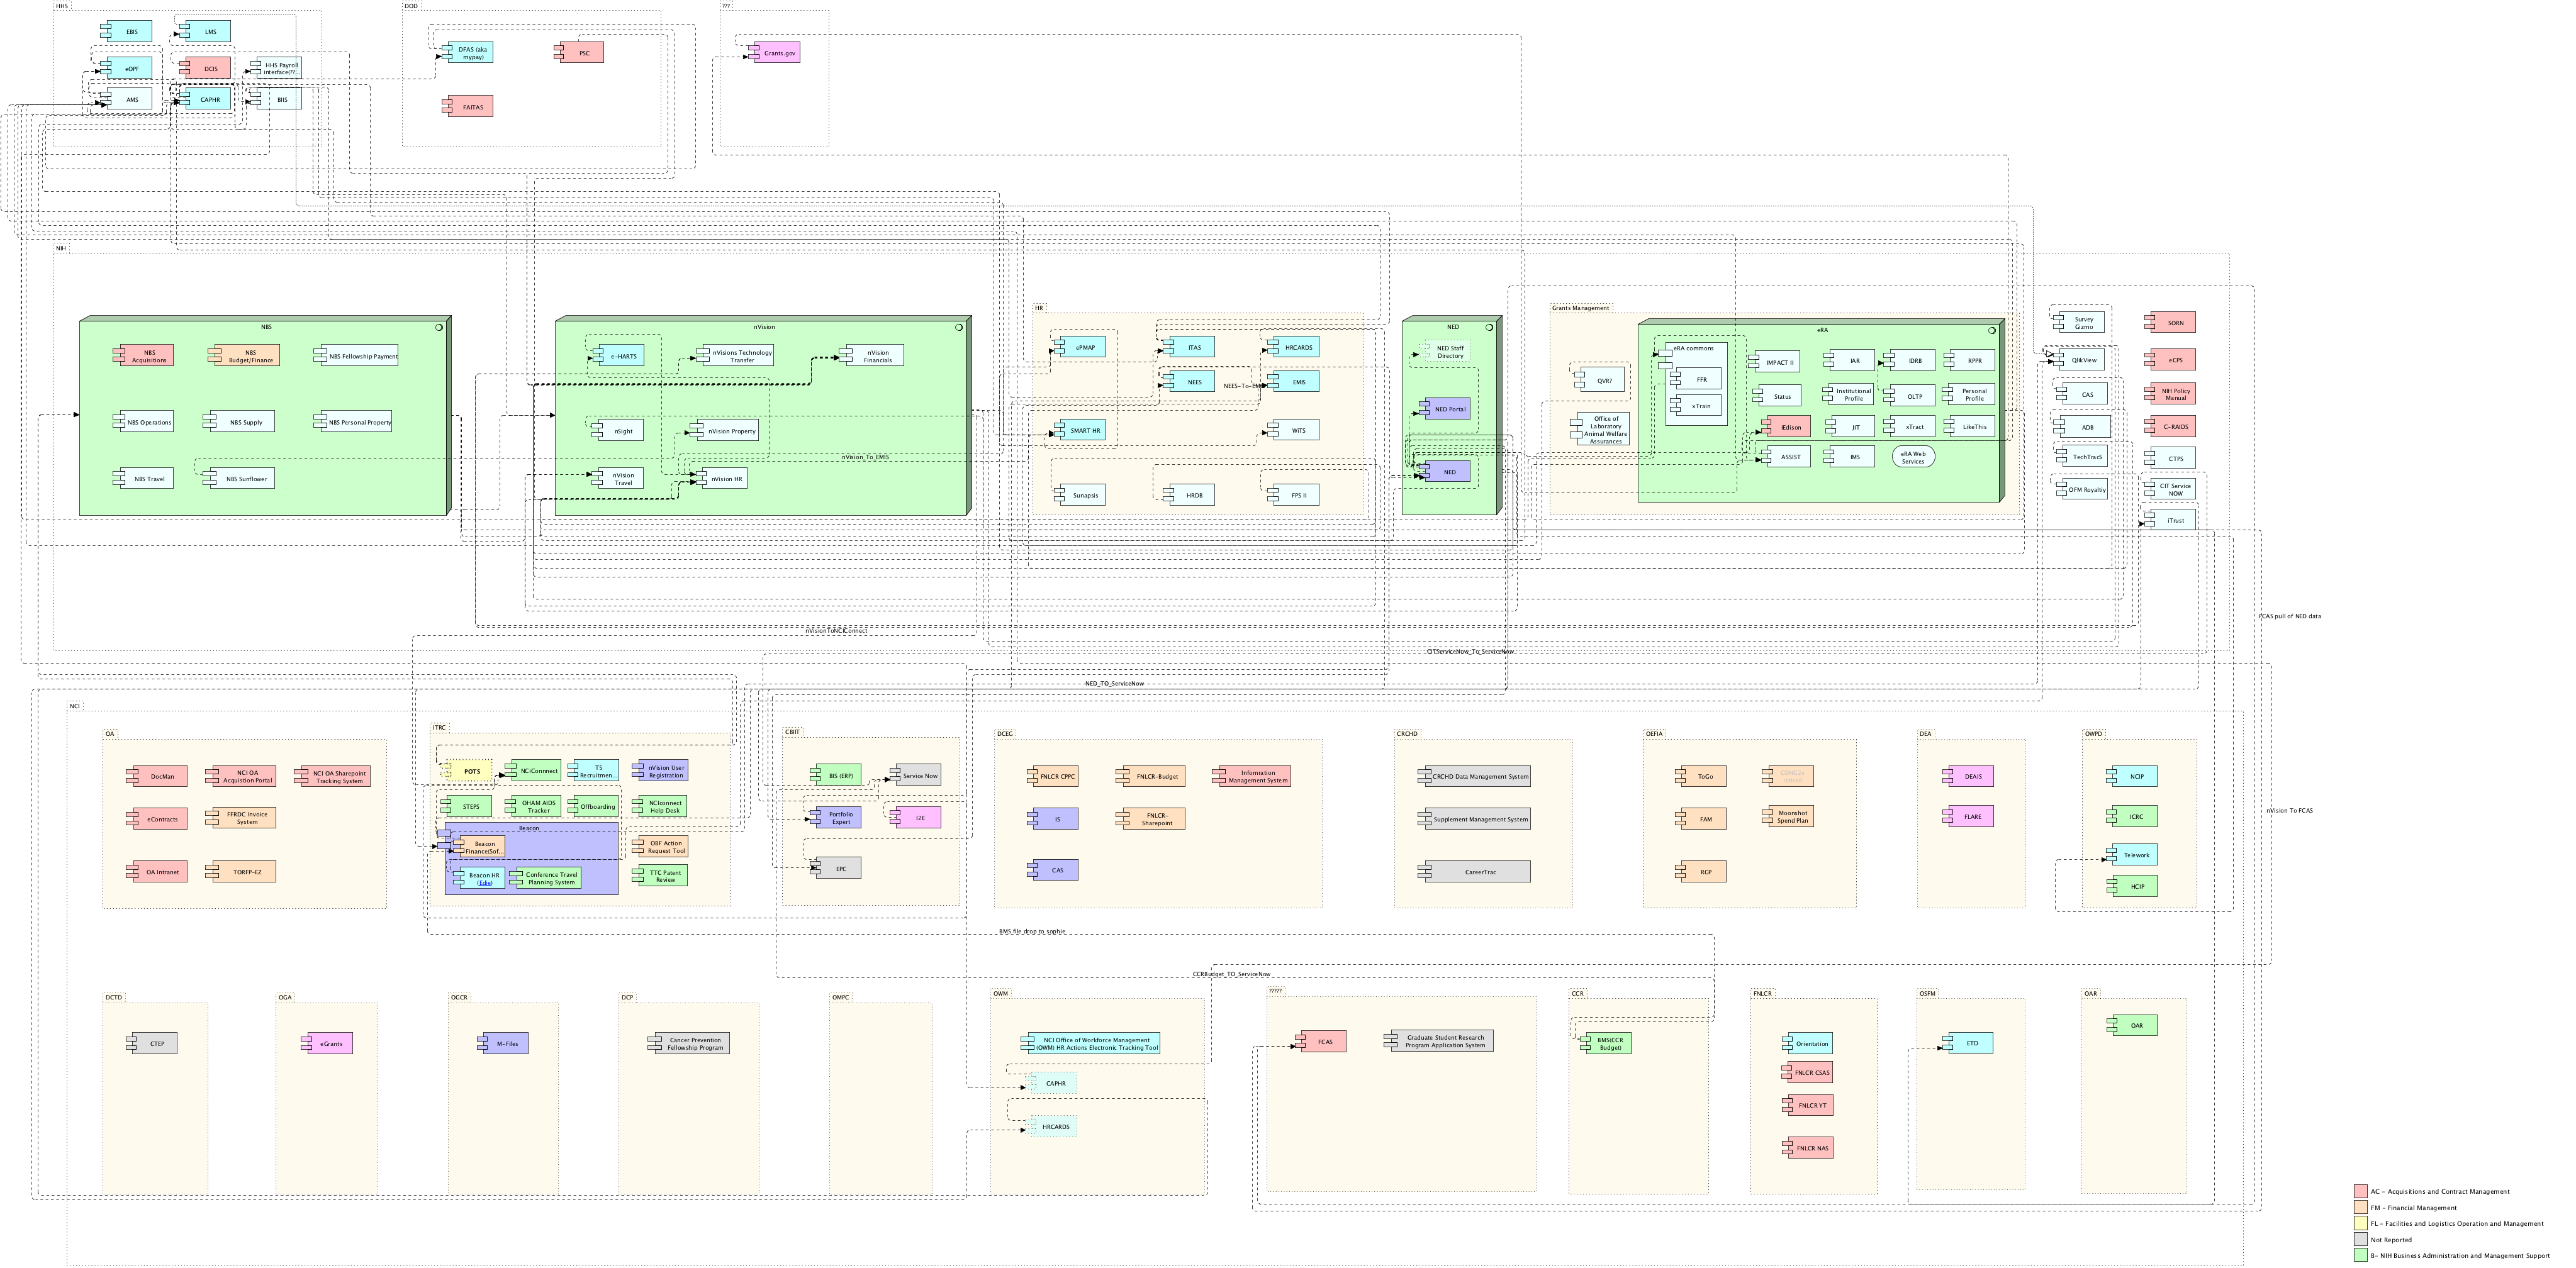 HHS
EBIS
LMS
eOPF
DCIS
HHS Payroll
interface(??...
AMS
CAPHR
BIIS
DOD
DFAS (aka
mypay)
PSC
FAITAS
???
Grants.gov
NIH
NBS
NBS
Acquisitions
NBS
Budget/Finance
NBS Fellowship Payment
NBS Operations
NBS Supply
NBS Personal Property
NBS Travel
NBS Sunflower
nVision
e-HARTS
nVisions Technology
Transfer
nVision
Financials
nSight
nVision Property
nVision_To_EMIS
nVision
Travel
nVision HR
HR
ePMAP
ITAS
HRCARDS
NEES
NEES-To-EMIS
EMIS
SMART HR
WiTS
Sunapsis
HRDB
FPS II
NED
NED Staff
Directory
NED Portal
NED
Grants Management
QVR?
Office of
Laboratory
Animal Welfare
Assurances
eRA
eRA commons
FFR
xTrain
IMPACT II
IAR
IDRB
RPPR
Status
Institutional
Profile
OLTP
Personal
Profile
iEdison
JIT
xTract
LikeThis
ASSIST
IMS
eRA Web
Services
Survey
Gizmo
SORN
QlikView
eCPS
CAS
NIH Policy
Manual
ADB
C-RAIDS
TechTracS
CTPS
OFM Royaltiy
CIT Service
NOW
iTrust
FCAS pull of NED data
nVisionToNCIConnect
CITServiceNow_To_ServiceNow
NED_TO_ServiceNow
NCI
OA
DocMan
NCI OA
Acquistion Portal
NCI OA Sharepoint
Tracking System
eContracts
FFRDC Invoice
System
OA Intranet
TORFP-EZ
ITRC
POTS
NCIConnnect
TS
Recruitmen...
nVision User
Registration
STEPS
OHAM AIDS
Tracker
Offboarding
NCIconnect
Help Desk
Beacon
Beacon
Finance(Sof...
OBF Action
Request Tool
Beacon HR
(Edie)
Conference Travel
Planning System
TTC Patent
Review
CBIIT
BIS (ERP)
Service Now
Portfolio
Expert
I2E
EPC
DCEG
FNLCR CPPC
FNLCR-Budget
Infomration
Management System
IS
FNLCR-
Sharepoint
CAS
CRCHD
CRCHD Data Management System
Supplement Management System
CareerTrac
OEFIA
ToGo
FAM
Moonshot
Spend Plan
RGP
DEA
DEAIS
FLARE
OWPD
NCIP
ICRC
Telework
HCIP
nVision To FCAS
BMS file drop to sophie
CCRBudget_TO_ServiceNow
DCTD
CTEP
OGA
eGrants
OGCR
M-Files
DCP
Cancer Prevention
Fellowship Program
OMPC
OWM
NCI Office of Workforce Management
(OWM) HR Actions Electronic Tracking Tool
CAPHR
HRCARDS
?????
FCAS
Graduate Student Research
Program Application System
CCR
BMS(CCR
Budget)
FNLCR
Orientation
FNLCR CSAS
FNLCR YT
FNLCR NAS
OSFM
ETD
OAR
OAR
AC - Acquisitions and Contract Management
FM - Financial Management
FL - Facilities and Logistics Operation and Management
Not Reported
B- NIH Business Administration and Management Support